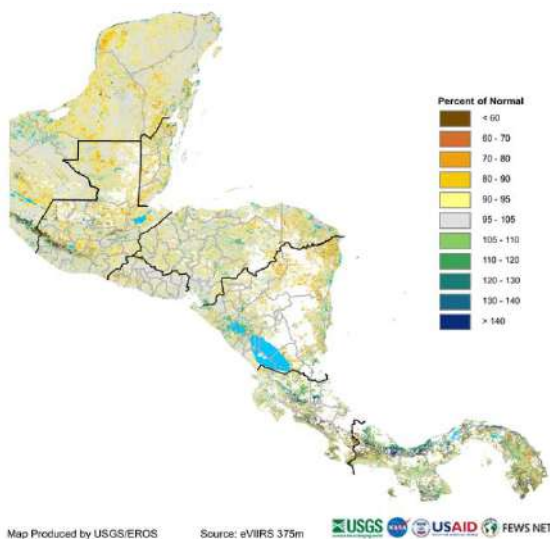 Percent of Normal
< 60
60 - 70
70 - 80
80 - 90
90 - 95
95 - 105
105 - 110
110 - 120
120 - 130
130 - 140
> 140
Map Produced by USGS/EROS Source: eVIIRS 375m USGS NASA USAID FEWS NET